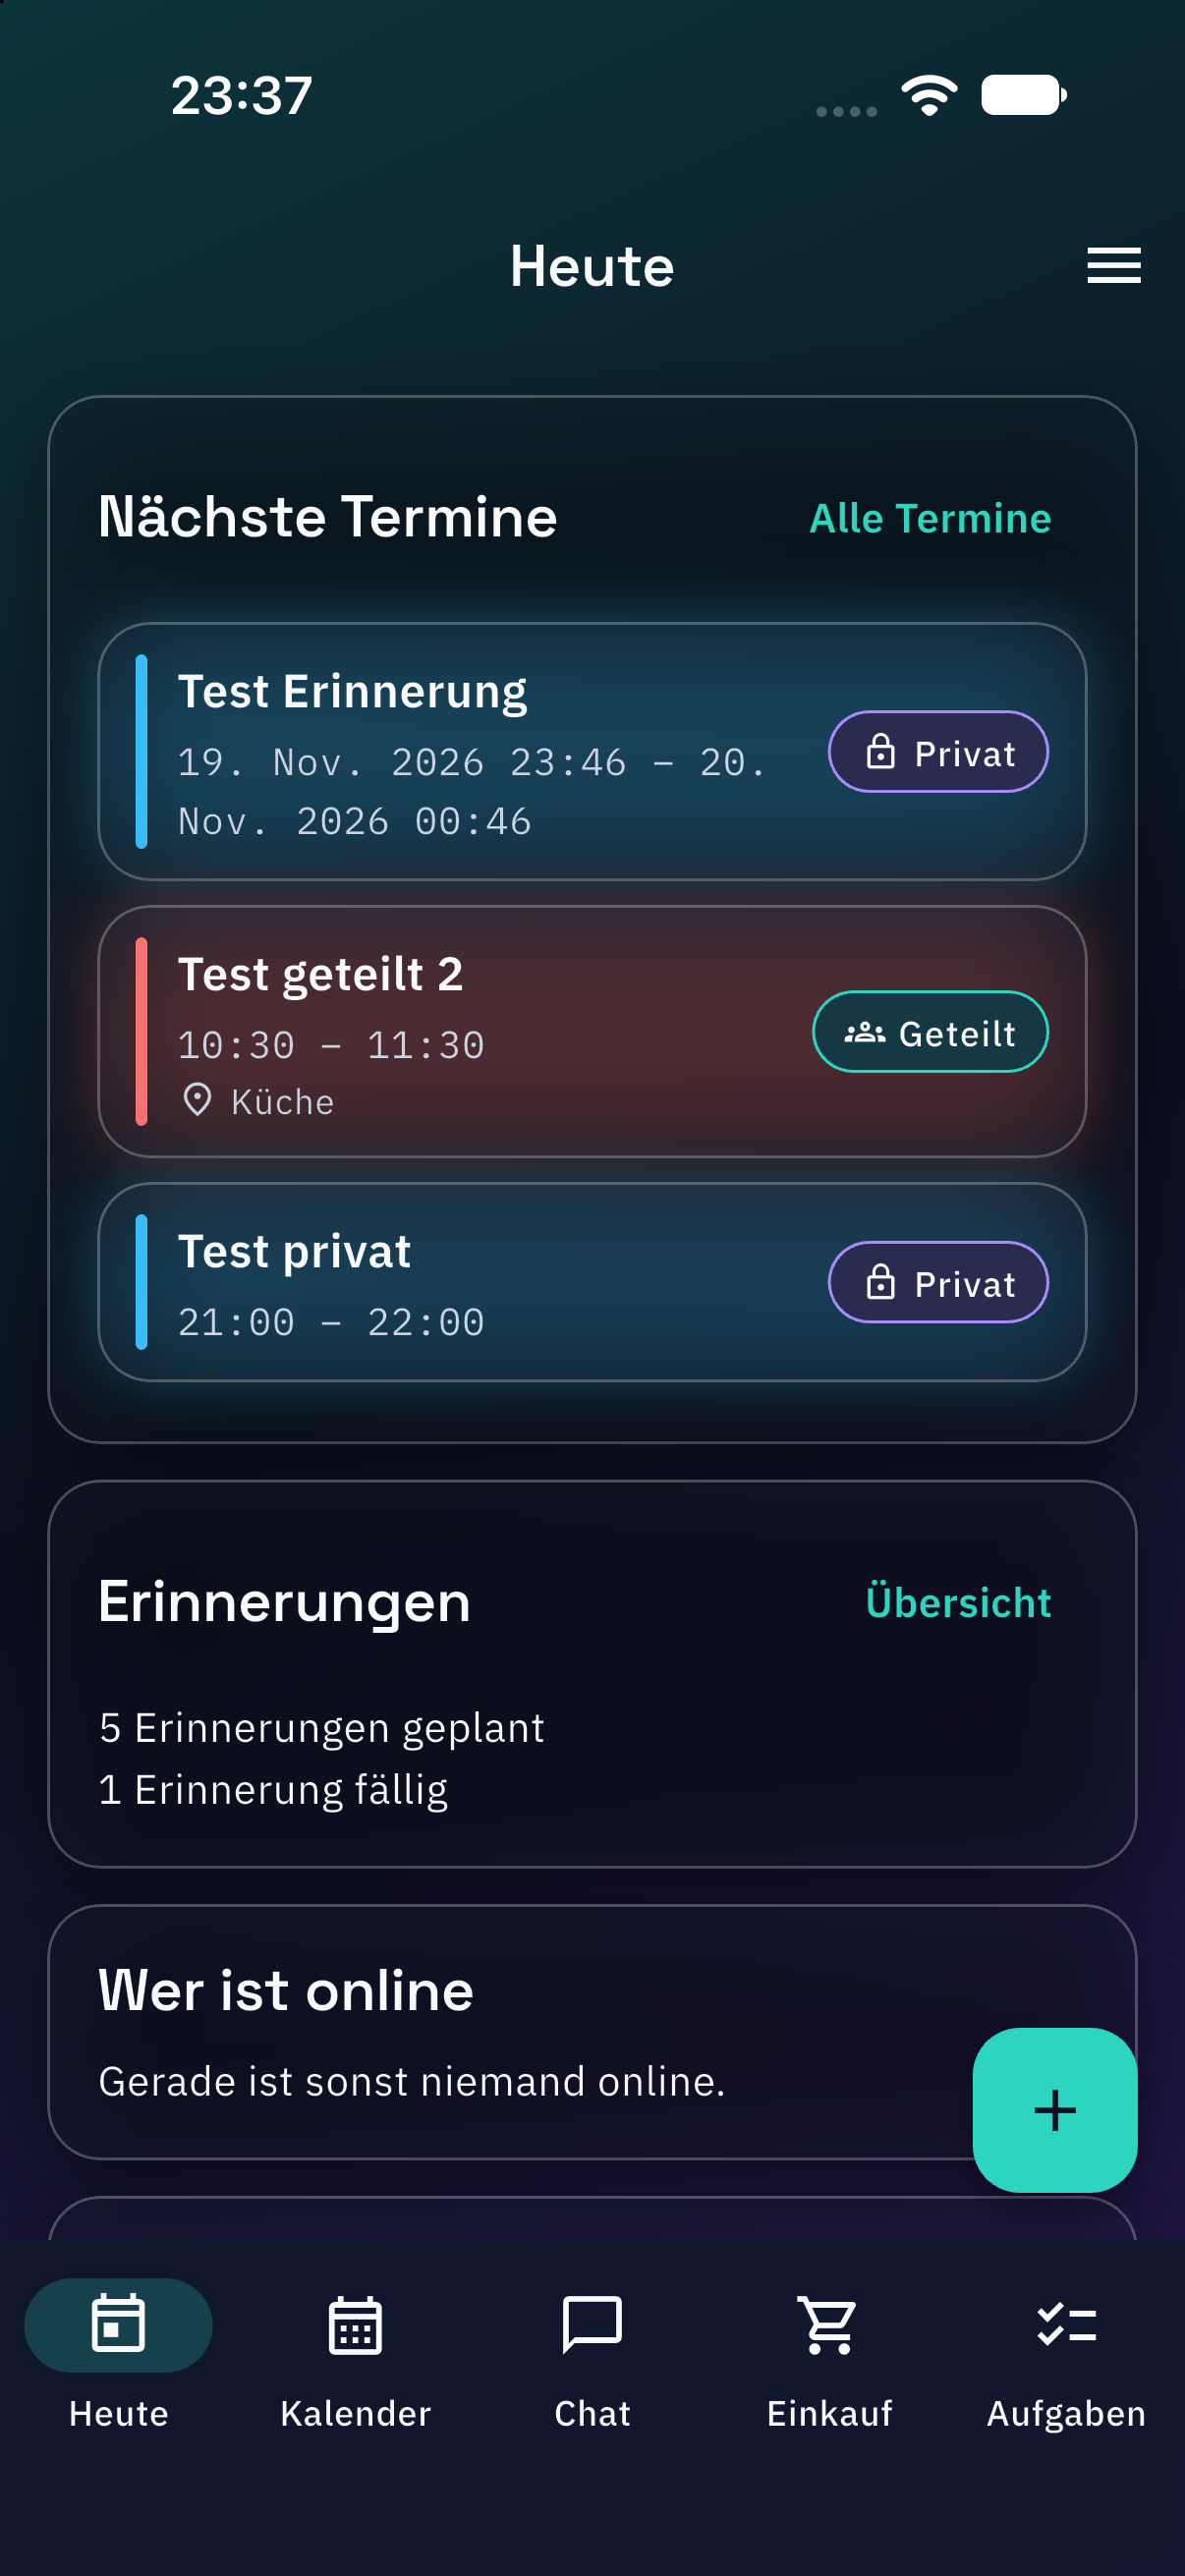 23:37
Heute
Nächste Termine
Alle Termine
Test Erinnerung
19. Nov. 2026 23:46 – 20.
Nov. 2026 00:46
Privat
Test geteilt 2
10:30 – 11:30
Küche
Geteilt
Test privat
21:00 – 22:00
Privat
Erinnerungen
Übersicht
5 Erinnerungen geplant
1 Erinnerung fällig
Wer ist online
Gerade ist sonst niemand online.
Heute
Kalender
Chat
Einkauf
Aufgaben